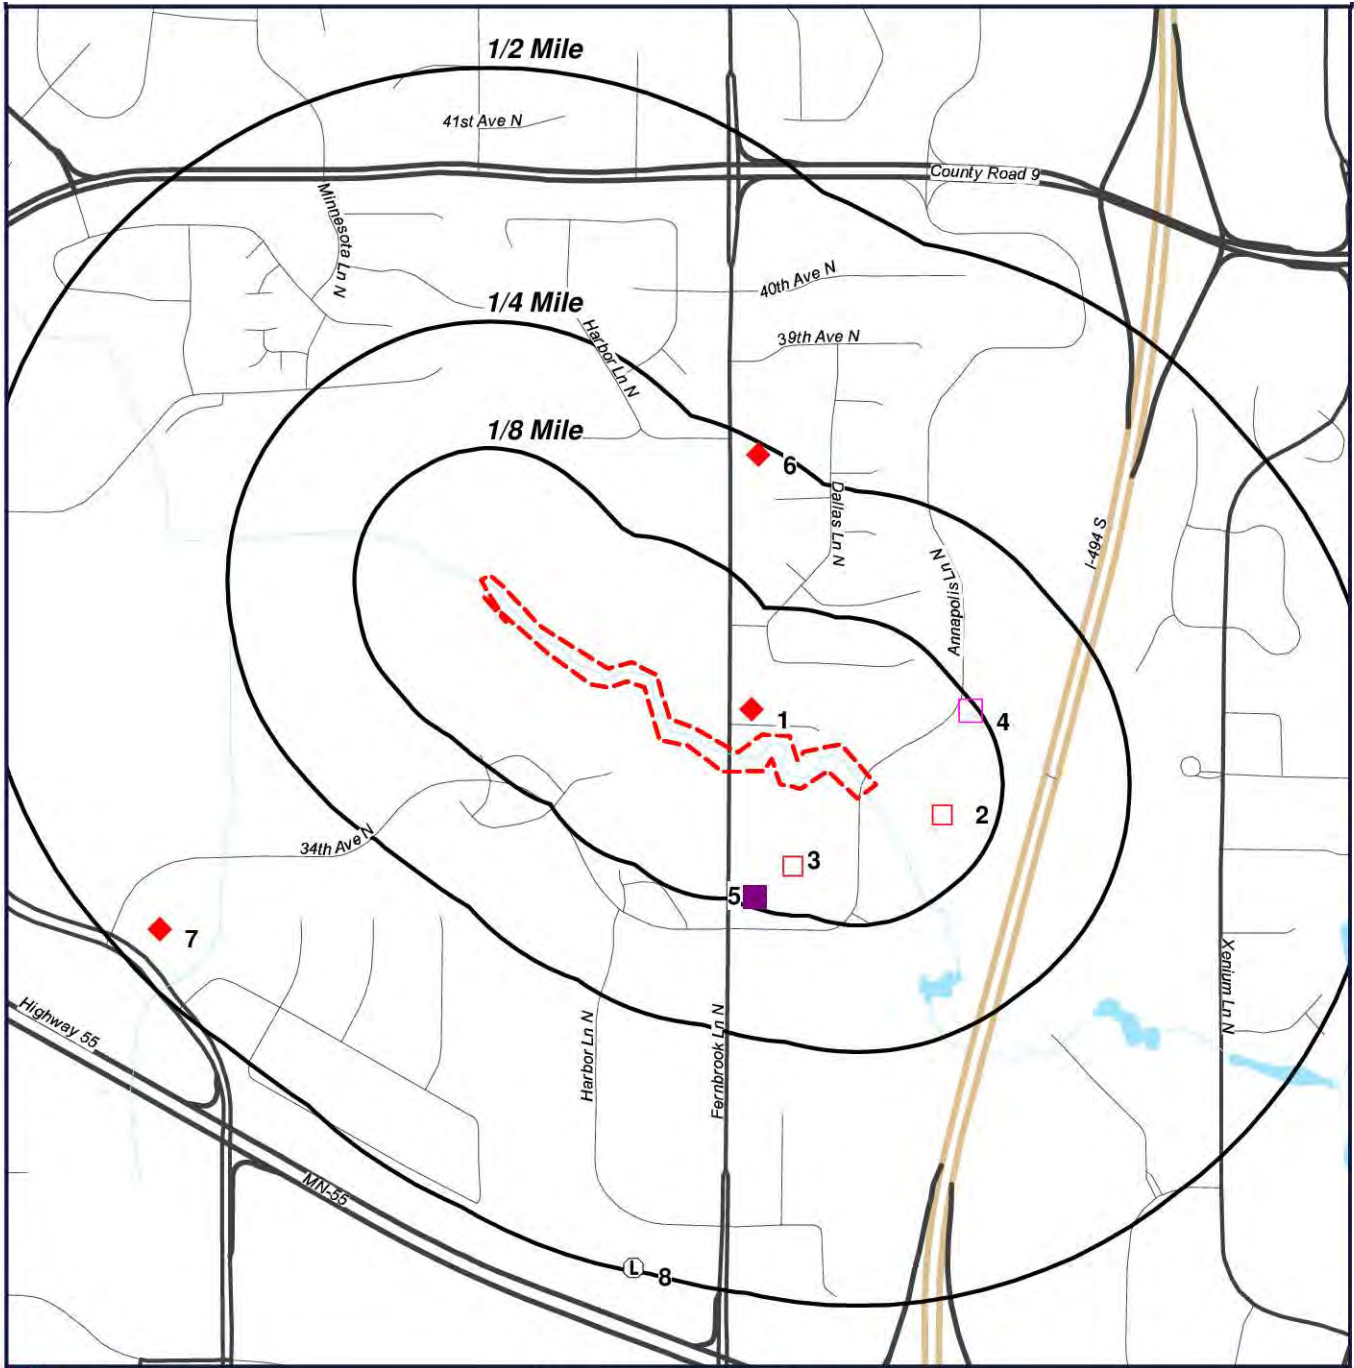 1/2 Mile
41st Ave N
County Road 9
Minnesota Ln N
40th Ave N
1/4 Mile
Harbor Ln N
39th Ave N
1/8 Mile
6
Dallas Ln N
I-494 S
Annapolis Ln N
1
4
2
34th Ave N
3
5
7
Xenium Ln N
Highway 55
Harbor Ln N
Fernbrook Ln N
MN-55
L
8